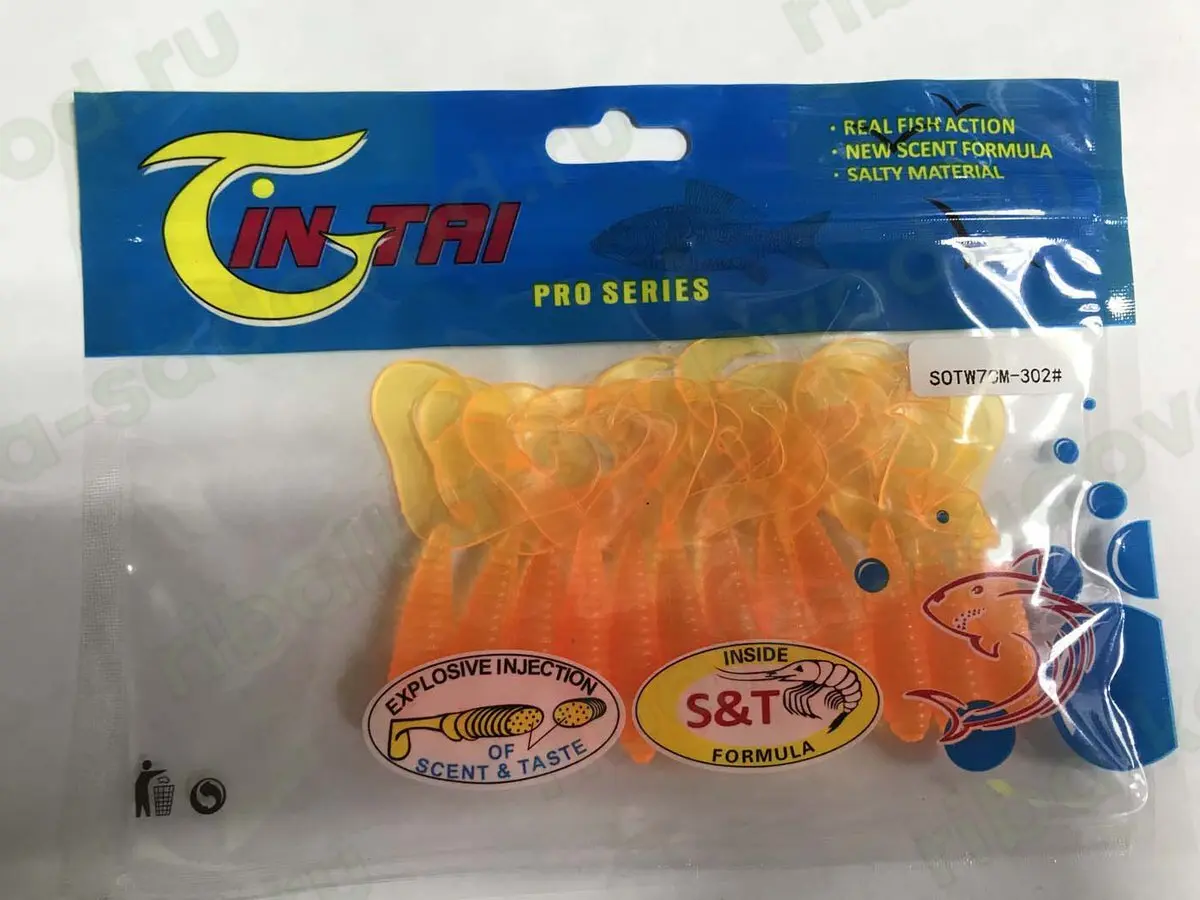 TIN TAI
PRO SERIES
· REAL FISH ACTION
· NEW SCENT FORMULA
· SALTY MATERIAL
SOTW7CM-302#
EXPLOSIVE INJECTION
OF
SCENT & TASTE
INSIDE
S&T
FORMULA